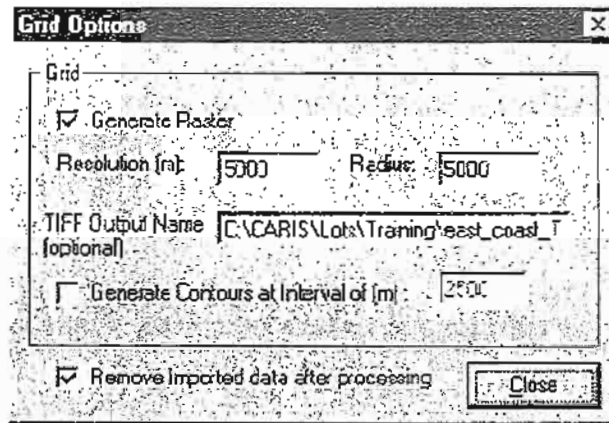 Grid Options
Grid
Generate Raster
Resolution (m): 5000 Radius: 5000
TIFF Output Name C:\CARIS\Lots\Training\east_coast_T
(optional)
Generate Contours at Interval of (m) : 2500
Remove Imported data after processing Close